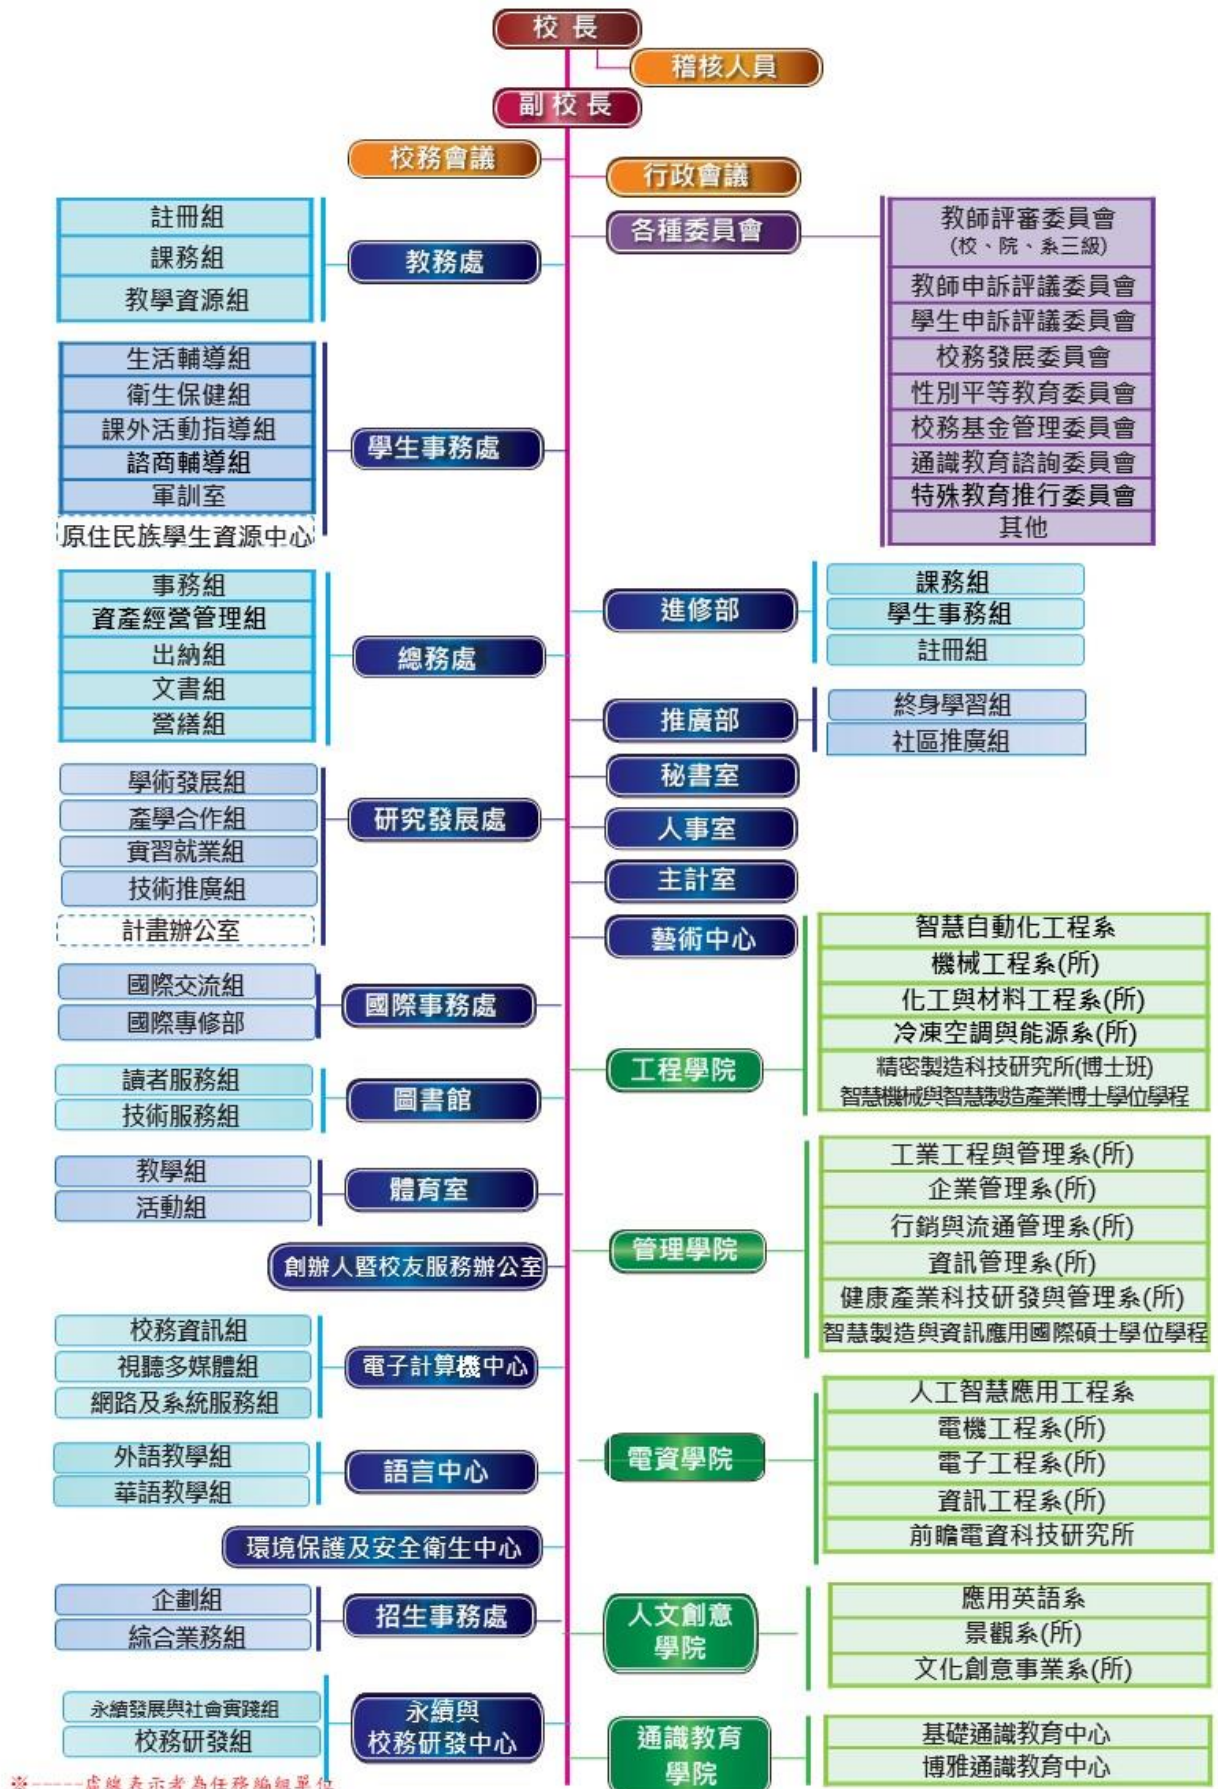 校 長
稽核人員
副校長
校務會議
行政會議
各種委員會
教師評審委員會
(校、院、系三級)
教師申訴評議委員會
學生申訴評議委員會
校務發展委員會
性別平等教育委員會
校務基金管理委員會
通識教育諮詢委員會
特殊教育推行委員會
其他
註冊組
課務組
教學資源組
教務處
生活輔導組
衛生保健組
課外活動指導組
諮商輔導組
軍訓室
原住民族學生資源中心
學生事務處
事務組
資產經營管理組
出納組
文書組
營繕組
總務處
進修部
課務組
學生事務組
註冊組
推廣部
終身學習組
社區推廣組
秘書室
人事室
主計室
藝術中心
學術發展組
產學合作組
實習就業組
技術推廣組
計畫辦公室
研究發展處
國際交流組
國際專修部
國際事務處
工程學院
智慧自動化工程系
機械工程系(所)
化工與材料工程系(所)
冷凍空調與能源系(所)
精密製造科技研究所(博士班)
智慧機械與智慧製造產業博士學位學程
讀者服務組
技術服務組
圖書館
教學組
活動組
體育室
創辦人暨校友服務辦公室
管理學院
工業工程與管理系(所)
企業管理系(所)
行銷與流通管理系(所)
資訊管理系(所)
健康產業科技研發與管理系(所)
智慧製造與資訊應用國際碩士學位學程
校務資訊組
視聽多媒體組
網路及系統服務組
電子計算機中心
外語教學組
華語教學組
語言中心
電資學院
人工智慧應用工程系
電機工程系(所)
電子工程系(所)
資訊工程系(所)
前瞻電資科技研究所
環境保護及安全衛生中心
企劃組
綜合業務組
招生事務處
人文創意
學院
應用英語系
景觀系(所)
文化創意事業系(所)
永續發展與社會實踐組
校務研發組
永續與
校務研發中心
通識教育
學院
基礎通識教育中心
博雅通識教育中心
※-----虛線表示者為任務編組單位